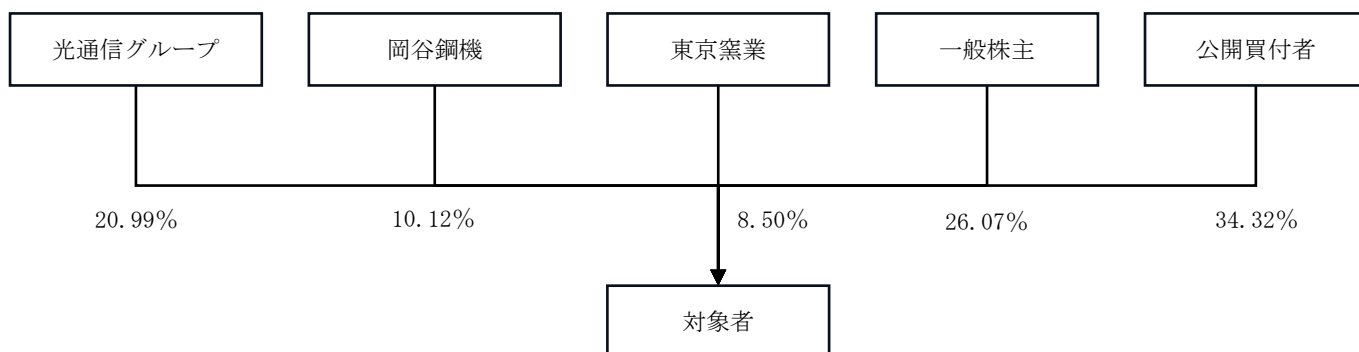 光通信グループ
岡谷鋼機
東京窯業
一般株主
公開買付者
20.99%
10.12%
8.50%
26.07%
34.32%
対象者